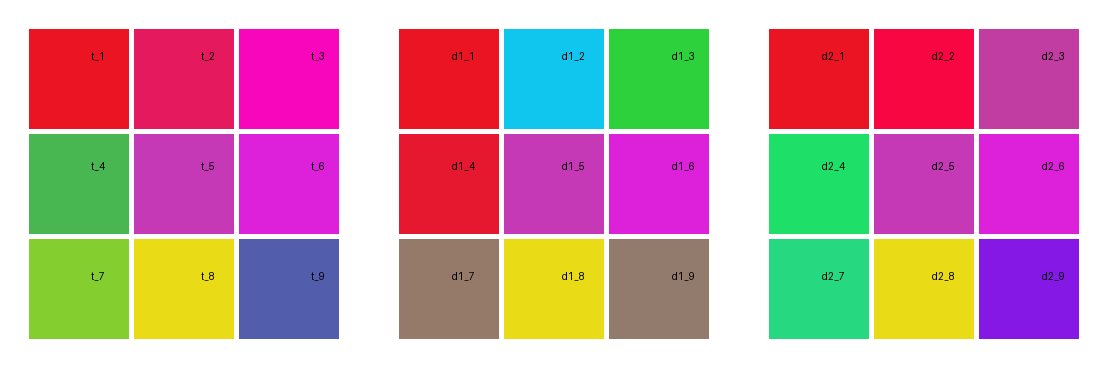 t_1 t_2 t_3 d1_1 d1_2 d1_3 d2_1 d2_2 d2_3
t_4 t_5 t_6 d1_4 d1_5 d1_6 d2_4 d2_5 d2_6
t_7 t_8 t_9 d1_7 d1_8 d1_9 d2_7 d2_8 d2_9